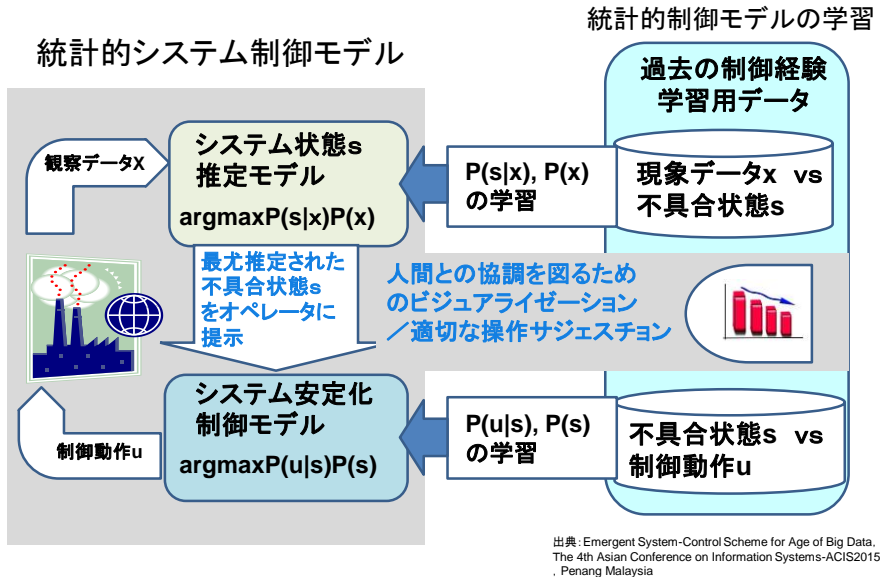 統計的制御モデルの学習
統計的システム制御モデル
過去の制御経験
学習用データ
観察データX
システム状態s
推定モデル
argmaxP(s|x)P(x)
P(s|x), P(x)
の学習
現象データx vs
不具合状態s
最尤推定された
不具合状態s
をオペレータに
提示
人間との協調を図るため
のビジュアライゼーション
／適切な操作サジェスチョン
システム安定化
制御モデル
argmaxP(u|s)P(s)
制御動作u
P(u|s), P(s)
の学習
不具合状態s vs
制御動作u
出典：Emergent System-Control Scheme for Age of Big Data,
The 4th Asian Conference on Information Systems-ACIS2015
, Penang Malaysia